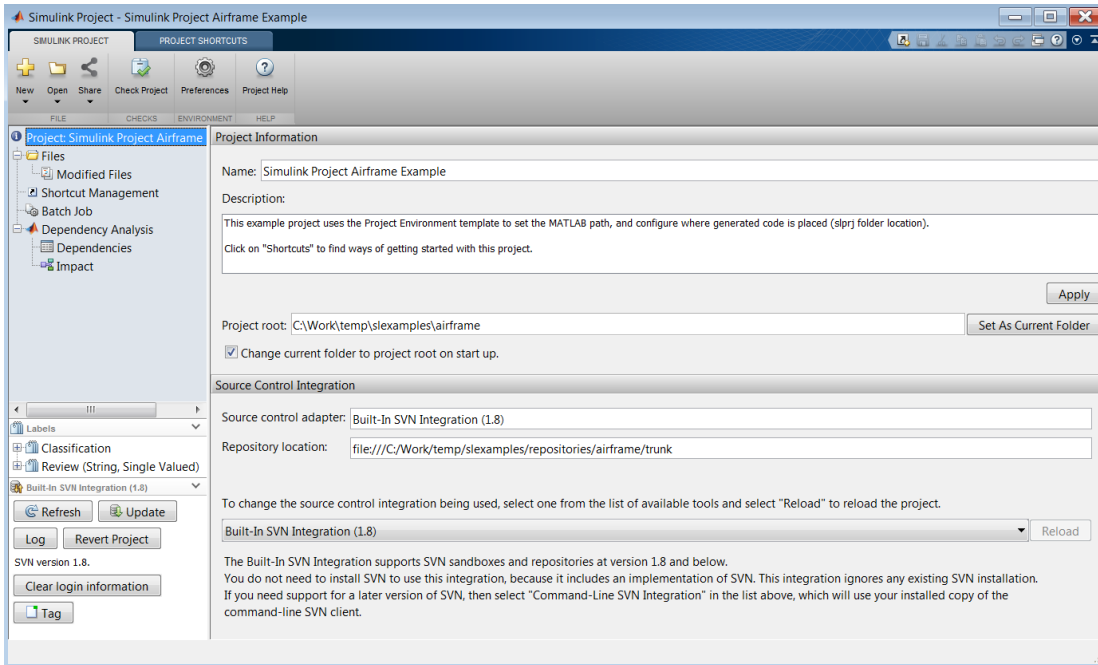 Simulink Project - Simulink Project Airframe Example
SIMULINK PROJECT PROJECT SHORTCUTS
New Open Share Check Project Preferences Project Help
FILE CHECKS ENVIRONMENT HELP
Project: Simulink Project Airframe
Files
Modified Files
Shortcut Management
Batch Job
Dependency Analysis
Dependencies
Impact
Labels
Classification
Review (String, Single Valued)
Built-In SVN Integration (1.8)
Refresh Update
Log Revert Project
SVN version 1.8.
Clear login information
Tag
Project Information
Name: Simulink Project Airframe Example
Description:
This example project uses the Project Environment template to set the MATLAB path, and configure where generated code is placed (slprj folder location).
Click on "Shortcuts" to find ways of getting started with this project.
Apply
Project root: C:\Work\temp\slexamples\airframe Set As Current Folder
Change current folder to project root on start up.
Source Control Integration
Source control adapter: Built-In SVN Integration (1.8)
Repository location: file:///C:/Work/temp/slexamples/repositories/airframe/trunk
To change the source control integration being used, select one from the list of available tools and select "Reload" to reload the project.
Built-In SVN Integration (1.8) Reload
The Built-In SVN Integration supports SVN sandboxes and repositories at version 1.8 and below.
You do not need to install SVN to use this integration, because it includes an implementation of SVN. This integration ignores any existing SVN installation.
If you need support for a later version of SVN, then select "Command-Line SVN Integration" in the list above, which will use your installed copy of the
command-line SVN client.